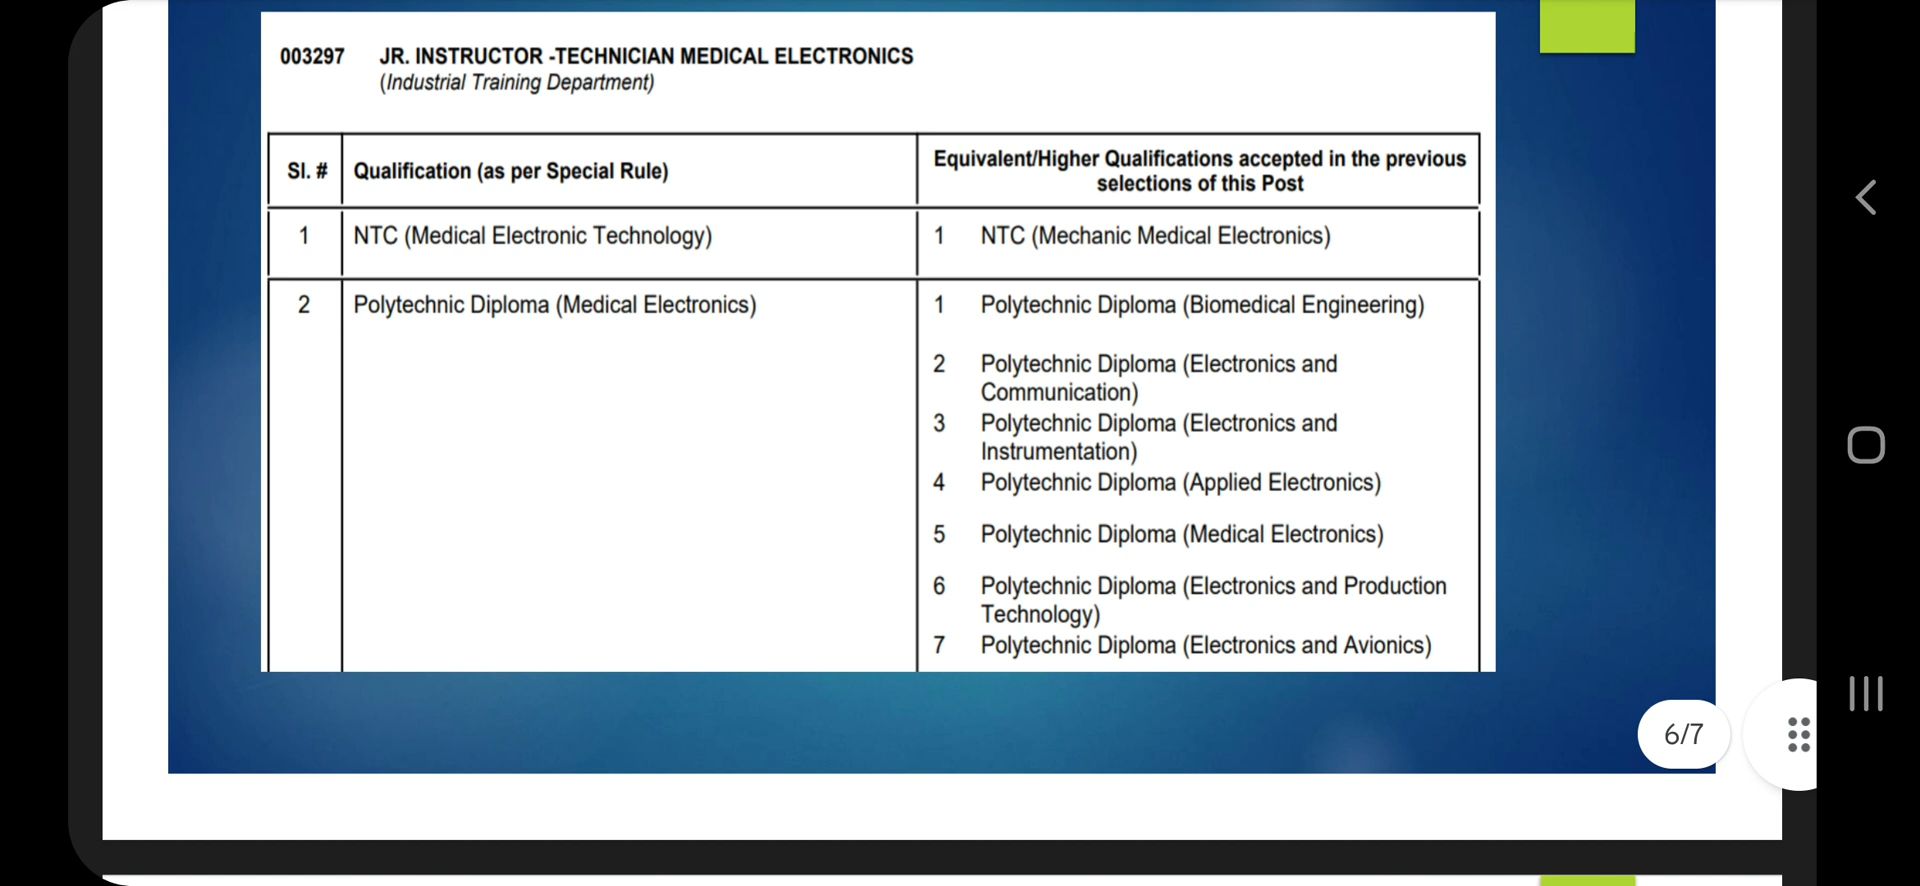 003297 JR. INSTRUCTOR -TECHNICIAN MEDICAL ELECTRONICS
(Industrial Training Department)
Sl. # Qualification (as per Special Rule) Equivalent/Higher Qualifications accepted in the previous
selections of this Post
1 NTC (Medical Electronic Technology) 1 NTC (Mechanic Medical Electronics)
2 Polytechnic Diploma (Medical Electronics) 1 Polytechnic Diploma (Biomedical Engineering)
2 Polytechnic Diploma (Electronics and
Communication)
3 Polytechnic Diploma (Electronics and
Instrumentation)
4 Polytechnic Diploma (Applied Electronics)
5 Polytechnic Diploma (Medical Electronics)
6 Polytechnic Diploma (Electronics and Production
Technology)
7 Polytechnic Diploma (Electronics and Avionics)
6/7